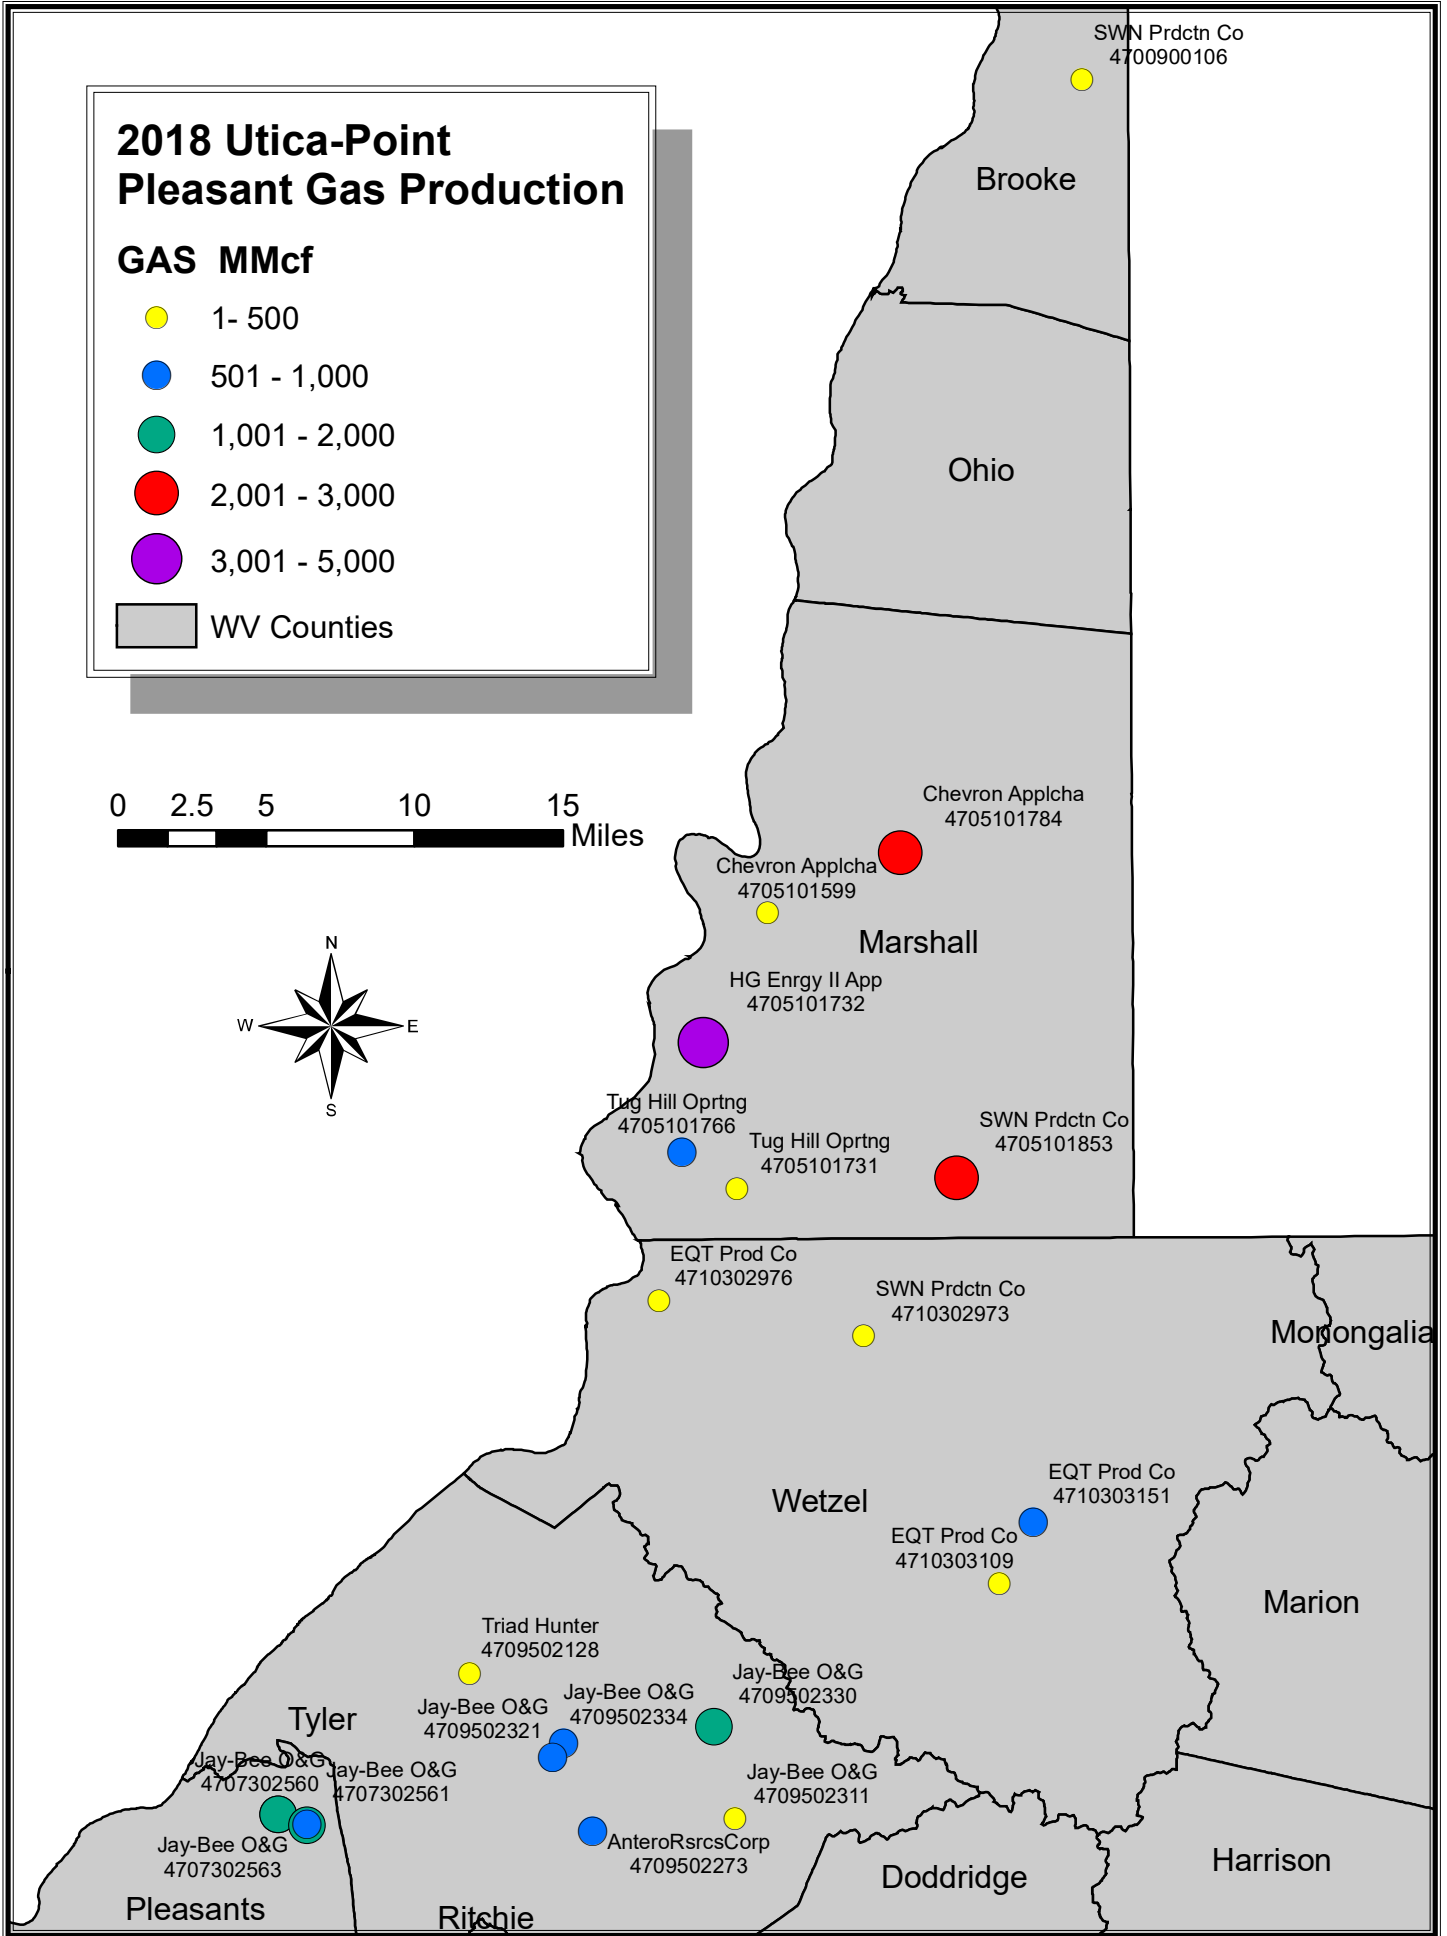 2018 Utica-Point
Pleasant Gas Production
GAS MMcf
1- 500
501 - 1,000
1,001 - 2,000
2,001 - 3,000
3,001 - 5,000
WV Counties
0 2.5 5 10 15
Miles
N
W E
S
SWN Prdctn Co
4700900106
Brooke
Ohio
Chevron Applcha
4705101784
Chevron Applcha
4705101599
Marshall
HG Enrgy II App
4705101732
Tug Hill Oprtng
4705101766
Tug Hill Oprtng
4705101731
SWN Prdctn Co
4705101853
EQT Prod Co
4710302976
SWN Prdctn Co
4710302973
Monongalia
EQT Prod Co
4710303151
Wetzel
EQT Prod Co
4710303109
Marion
Triad Hunter
4709502128
Jay-Bee O&G
4709502330
Jay-Bee O&G
4709502334
Jay-Bee O&G
4709502321
Tyler
Jay-Bee O&G
4707302560
Jay-Bee O&G
4707302561
Jay-Bee O&G
4709502311
Jay-Bee O&G
4707302563
AnteroRsrcsCorp
4709502273
Doddridge
Harrison
Pleasants
Ritchie